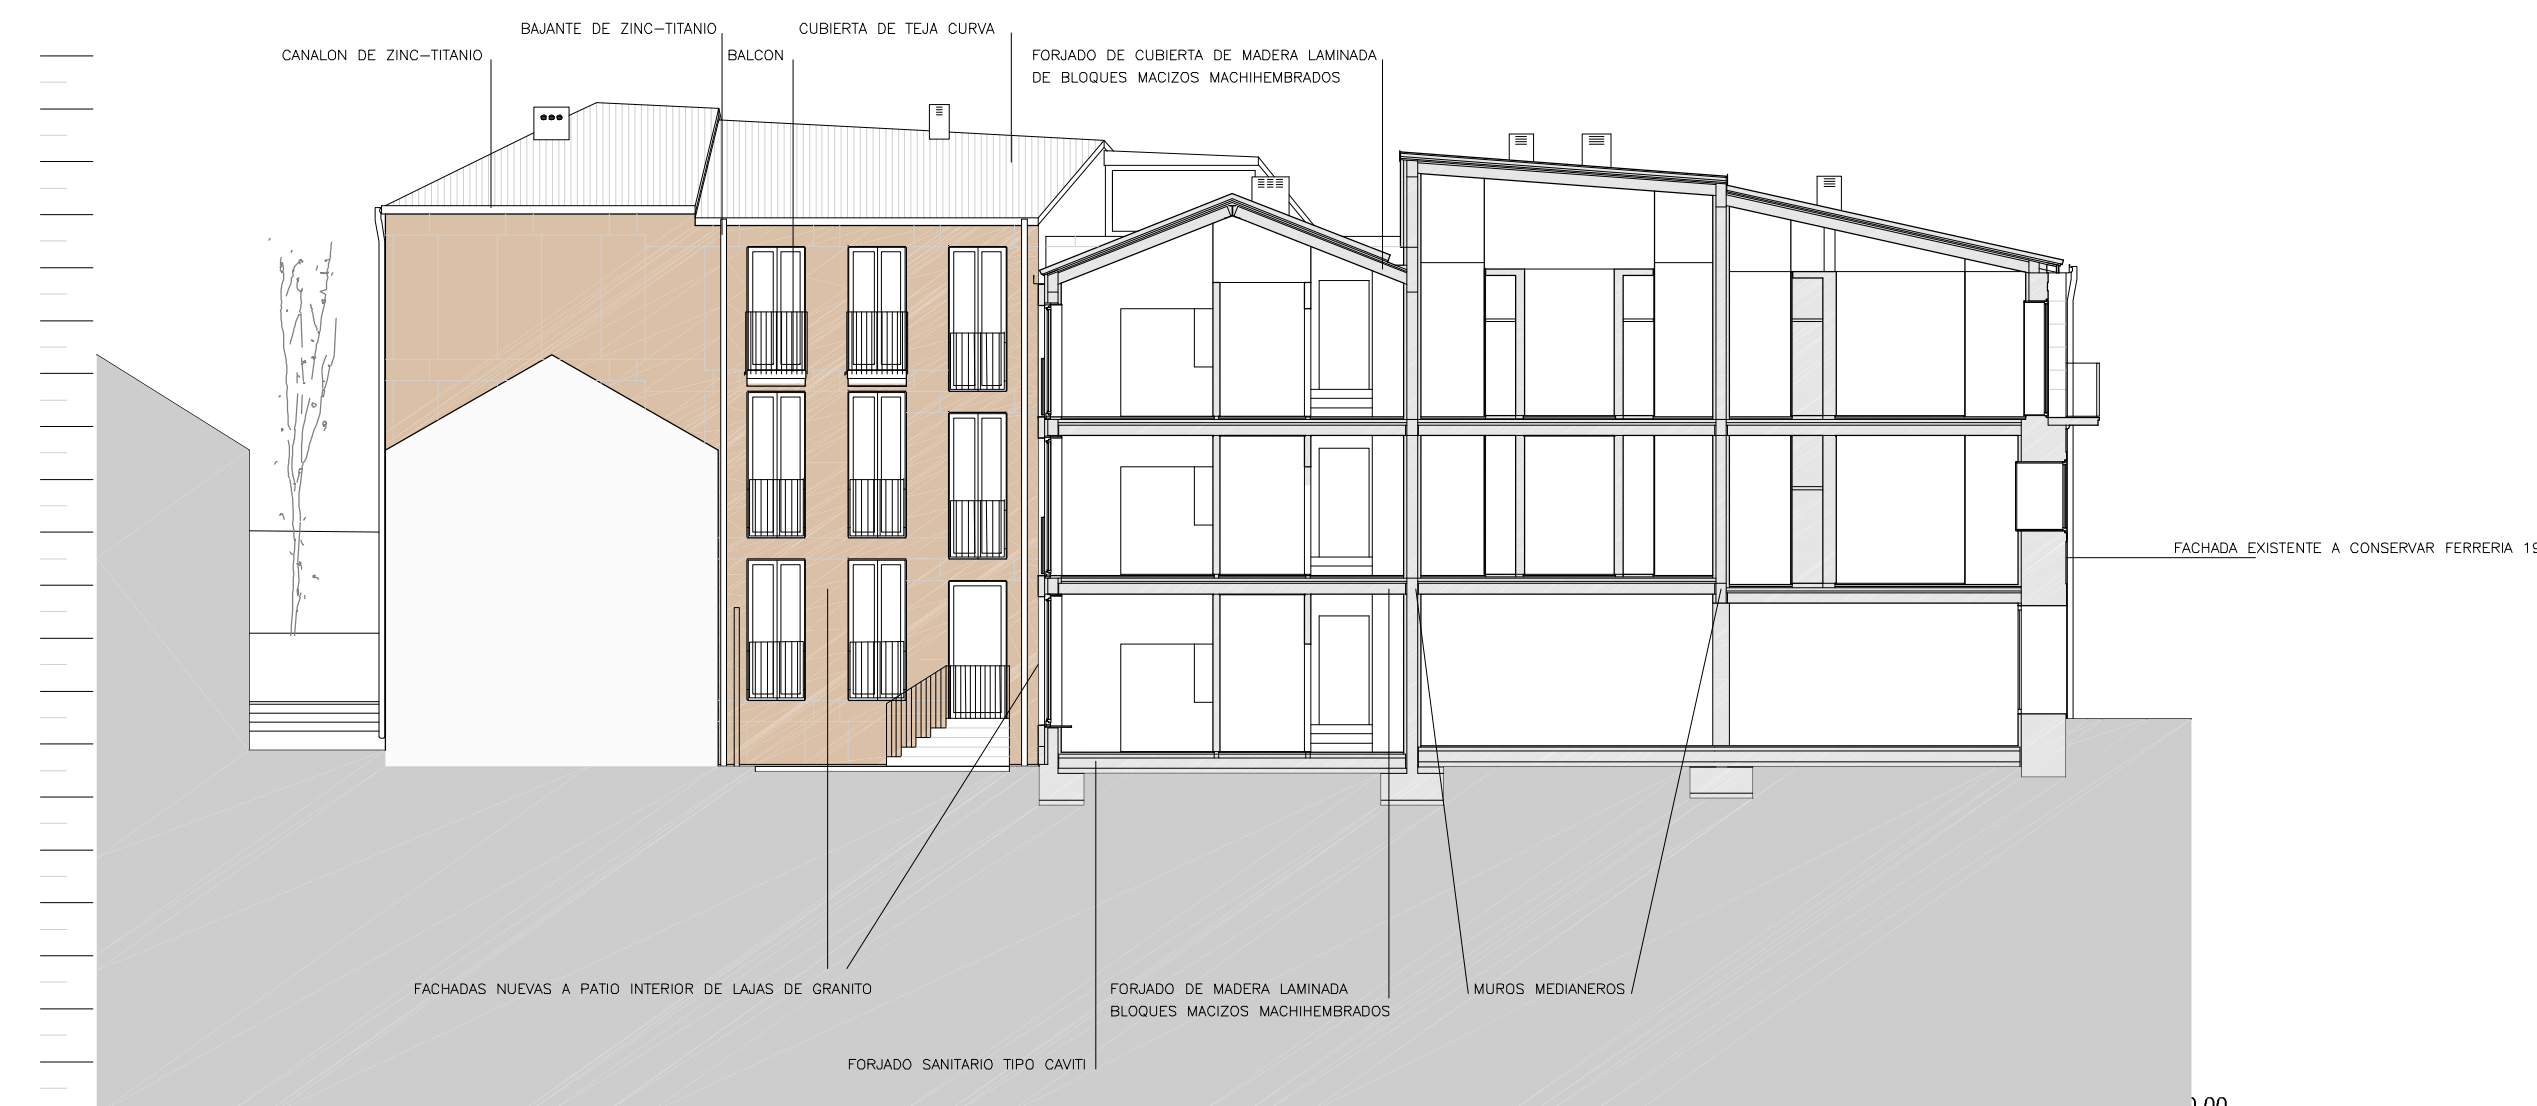 BAJANTE DE ZINC-TITANIO
CUBIERTA DE TEJA CURVA
CANALON DE ZINC-TITANIO
BALCON
FORJADO DE CUBIERTA DE MADERA LAMINADA
DE BLOQUES MACIZOS MACHIHEMBRADOS
FACHADA EXISTENTE A CONSERVAR FERRERIA
FACHADAS NUEVAS A PATIO INTERIOR DE LAJAS DE GRANITO
FORJADO DE MADERA LAMINADA
BLOQUES MACIZOS MACHIHEMBRADOS
MUROS MEDIANEROS
FORJADO SANITARIO TIPO CAVITI